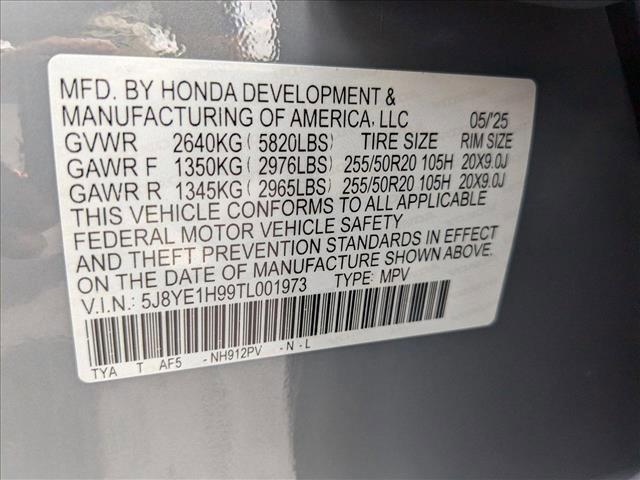 MFD. BY HONDA DEVELOPMENT &
MANUFACTURING OF AMERICA, LLC 05/'25
GVWR 2640KG ( 5820LBS) TIRE SIZE RIM SIZE
GAWR F 1350KG ( 2976LBS) 255/50R20 105H 20X9.0J
GAWR R 1345KG ( 2965LBS) 255/50R20 105H 20X9.0J
THIS VEHICLE CONFORMS TO ALL APPLICABLE
FEDERAL MOTOR VEHICLE SAFETY
AND THEFT PREVENTION STANDARDS IN EFFECT
ON THE DATE OF MANUFACTURE SHOWN ABOVE.
V.I.N.: 5J8YE1H99TL001973 TYPE: MPV
TYA T AF5 -NH912PV -N-L